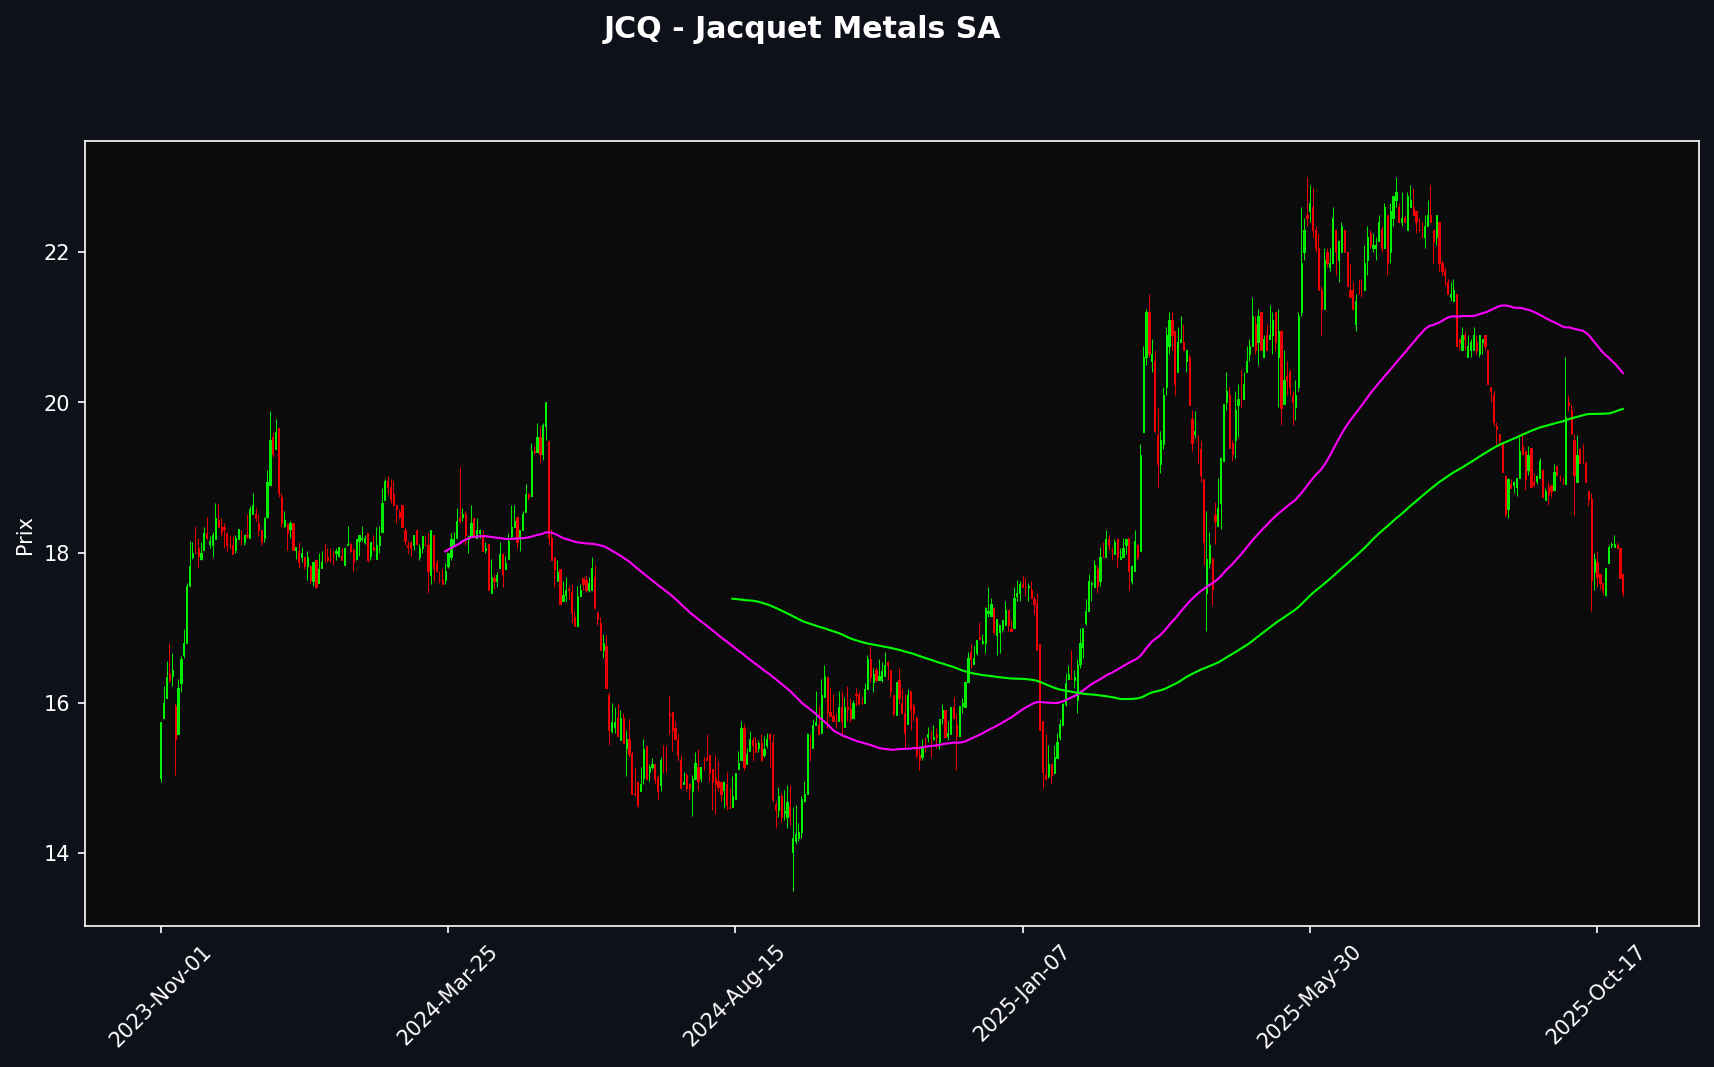 JCQ - Jacquet Metals SA
Prix
22
20
18
16
14
2023-Nov-01
2024-Mar-25
2024-Aug-15
2025-Jan-07
2025-May-30
2025-Oct-17